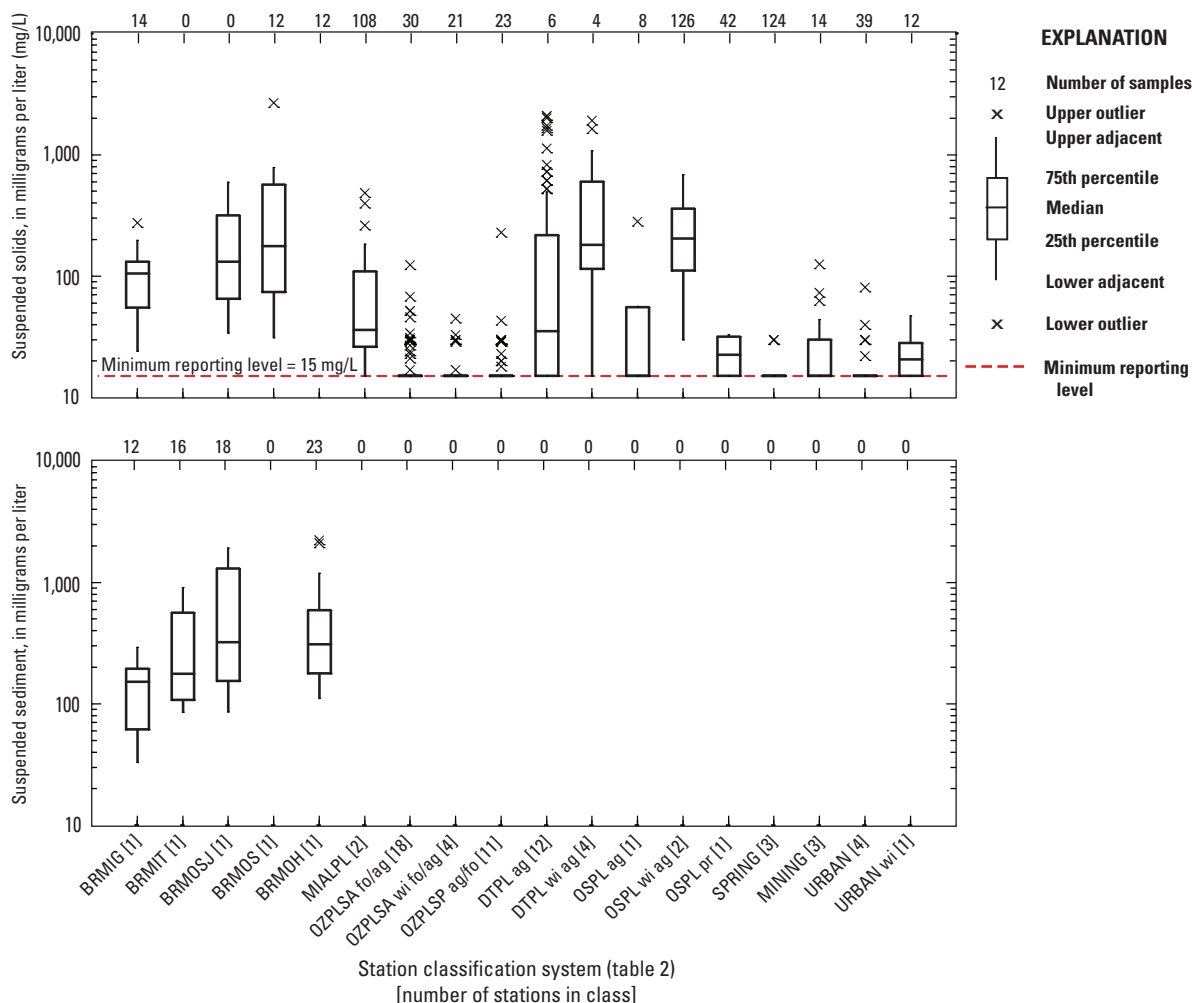 14 0 0 12 12 108 30 21 23 6 4 8 126 42 124 14 39 12
10,000
1,000
100
10
Suspended solids, in milligrams per liter (mg/L)
Minimum reporting level = 15 mg/L
EXPLANATION
12 Number of samples
Upper outlier
Upper adjacent
75th percentile
Median
25th percentile
Lower adjacent
Lower outlier
Minimum reporting
level
12 16 18 0 23 0 0 0 0 0 0 0 0 0 0 0 0 0
10,000
1,000
100
10
Suspended sediment, in milligrams per liter
BRMIG [1]
BRMIT [1]
BRMOSJ [1]
BRMOS [1]
BRMOH [1]
MIALPL [2]
OZPLSA fo/ag [18]
OZPLSA wi fo/ag [4]
OZPLSP ag/fo [11]
DTPL ag [12]
DTPL wi ag [4]
OSPL ag [1]
OSPL wi ag [2]
OSPL pr [1]
SPRING [3]
MINING [3]
URBAN [4]
URBAN wi [1]
Station classification system (table 2)
[number of stations in class]